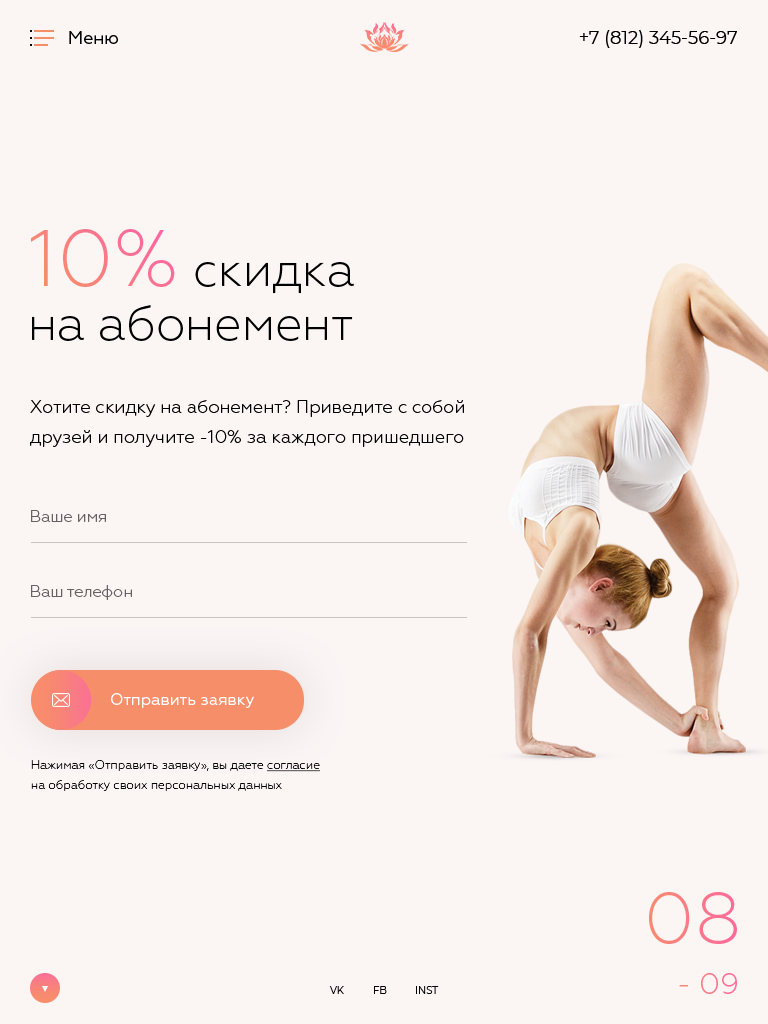 Меню
+7 (812) 345-56-97
10% скидка
на абонемент
Хотите скидку на абонемент? Приведите с собой
друзей и получите -10% за каждого пришедшего
Ваше имя
Ваш телефон
Отправить заявку
Нажимая «Отправить заявку», вы даете согласие
на обработку своих персональных данных
08
- 09
VK FB INST